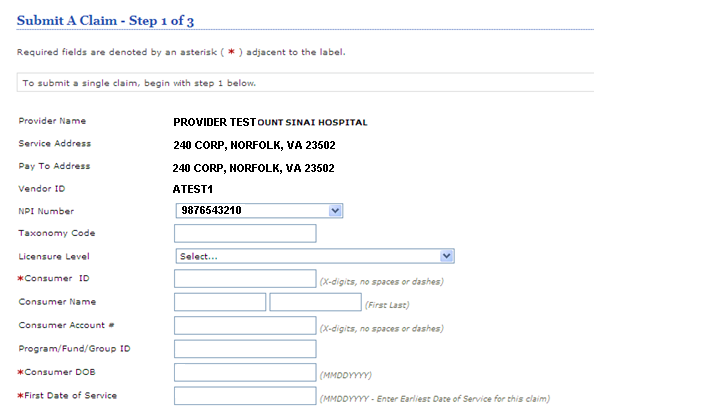 Submit A Claim - Step 1 of 3
Required fields are denoted by an asterisk ( * ) adjacent to the label.
To submit a single claim, begin with step 1 below.
Provider Name PROVIDER TEST OUNT SINAI HOSPITAL
Service Address 240 CORP, NORFOLK, VA 23502
Pay To Address 240 CORP, NORFOLK, VA 23502
Vendor ID ATEST1
NPI Number 9876543210
Taxonomy Code
Licensure Level Select...
*Consumer ID (X-digits, no spaces or dashes)
Consumer Name (First Last)
Consumer Account # (X-digits, no spaces or dashes)
Program/Fund/Group ID
*Consumer DOB (MMDDYYYY)
*First Date of Service (MMDDYYYY - Enter Earliest Date of Service for this claim)